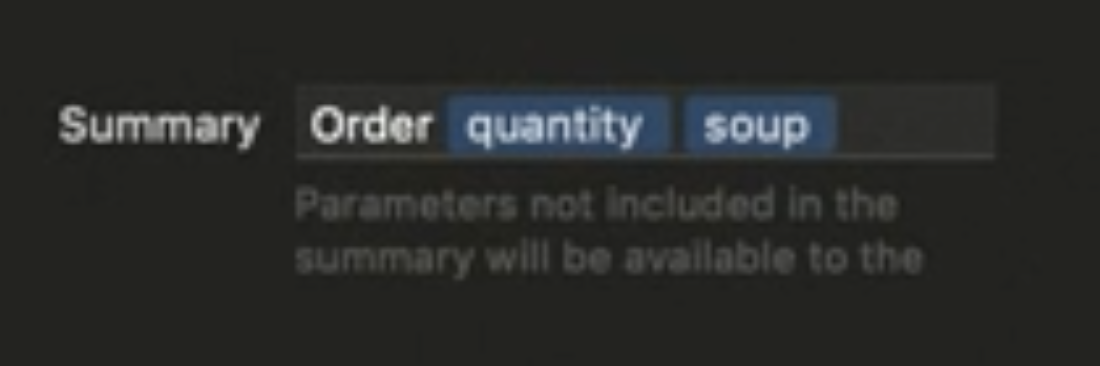 Summary Order quantity soup
Parameters not included in the
summary will be available to the